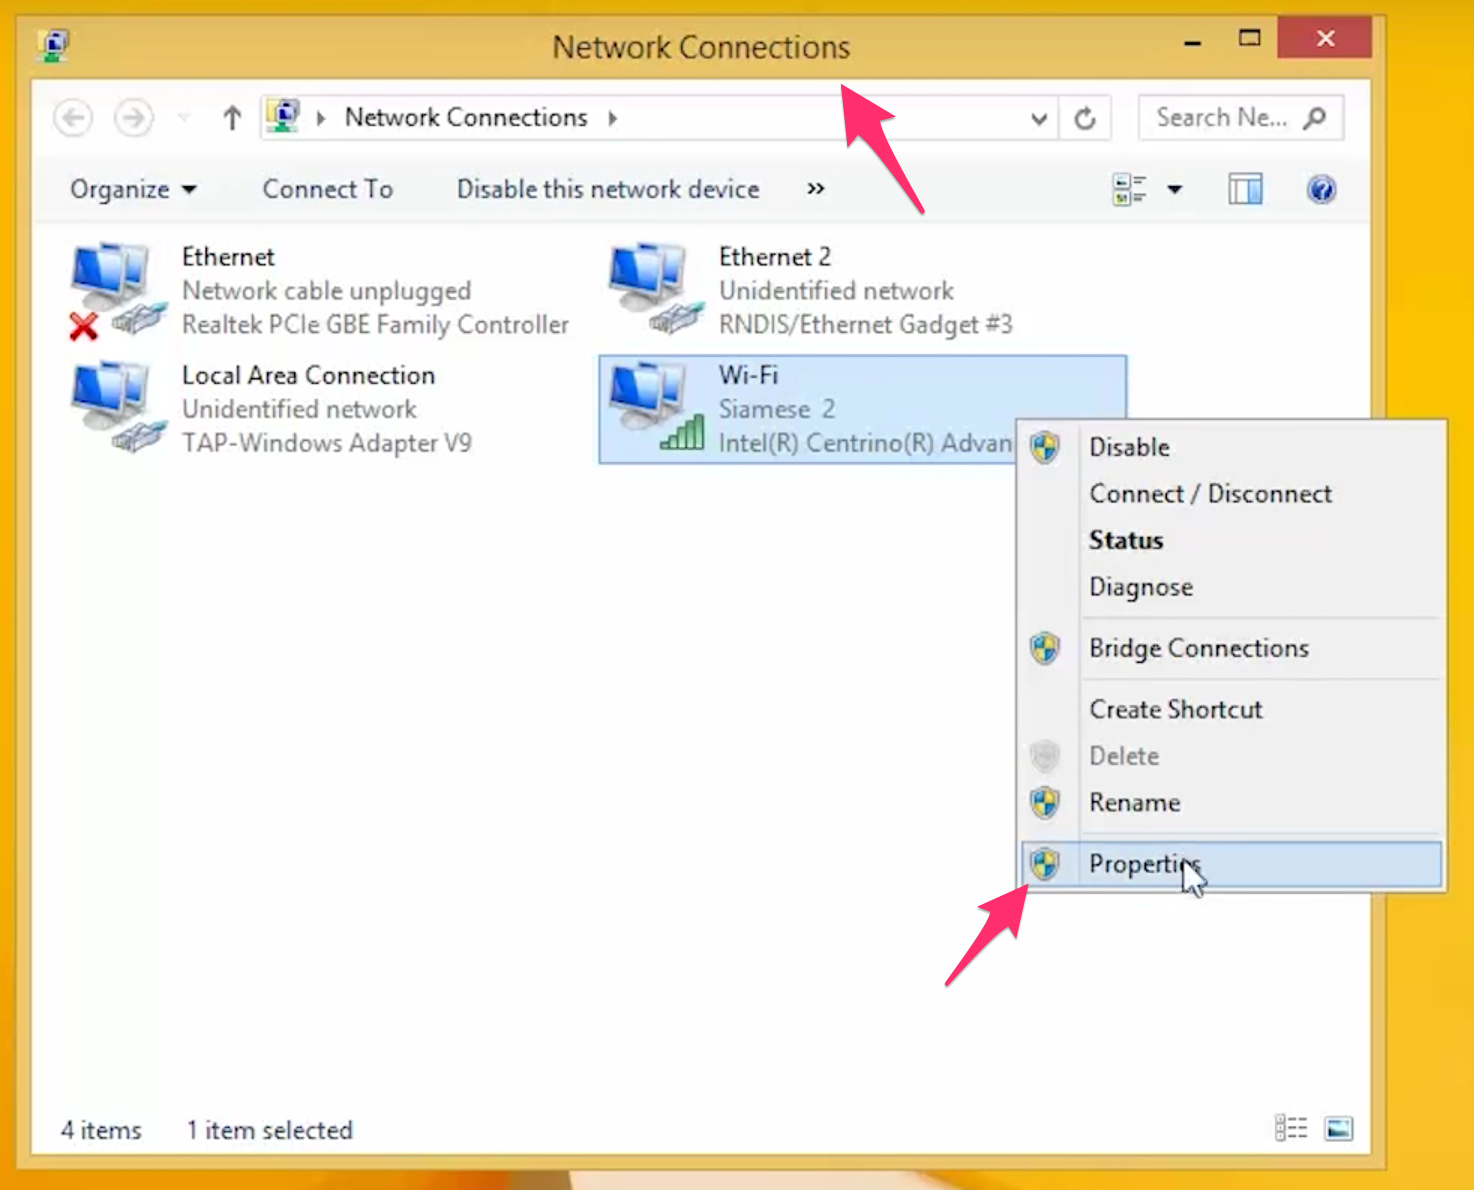 Network Connections
Network Connections
Search Ne...
Organize
Connect To
Disable this network device
»
Ethernet
Network cable unplugged
Realtek PCIe GBE Family Controller
Ethernet 2
Unidentified network
RNDIS/Ethernet Gadget #3
Local Area Connection
Unidentified network
TAP-Windows Adapter V9
Wi-Fi
Siamese 2
Intel(R) Centrino(R) Advan
Disable
Connect / Disconnect
Status
Diagnose
Bridge Connections
Create Shortcut
Delete
Rename
Properties
4 items
1 item selected